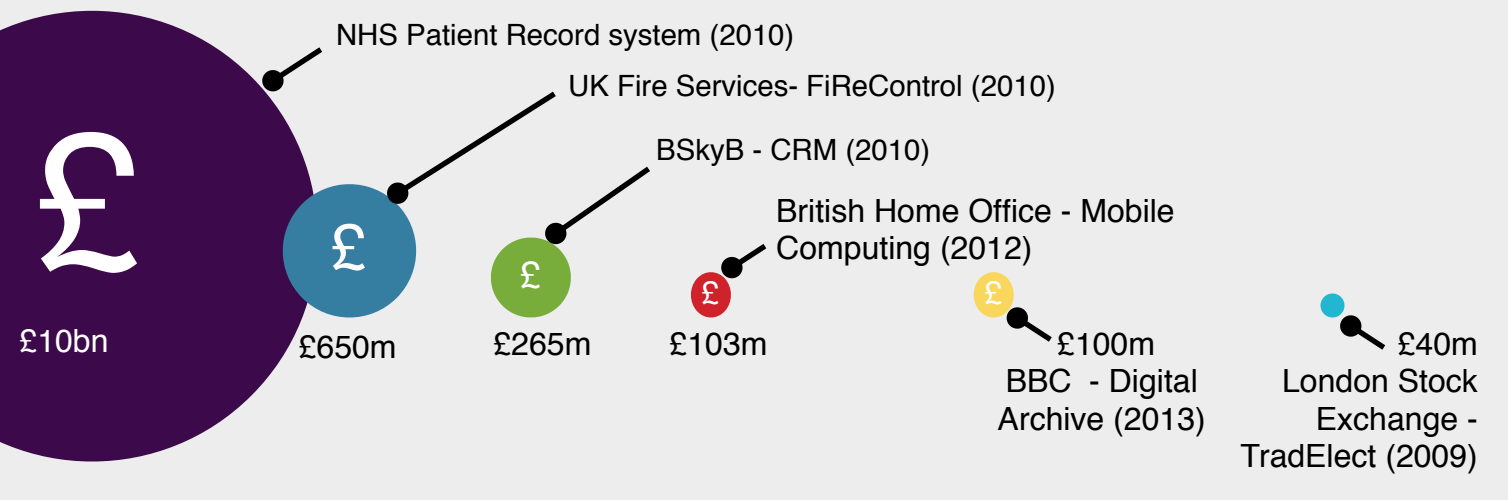 NHS Patient Record system (2010)
UK Fire Services- FiReControl (2010)
BSkyB - CRM (2010)
British Home Office - Mobile
Computing (2012)
£
£
£
£
£
£10bn
£650m
£265m
£103m
£100m
BBC  - Digital
Archive (2013)
£40m
London Stock
Exchange -
TradElect (2009)